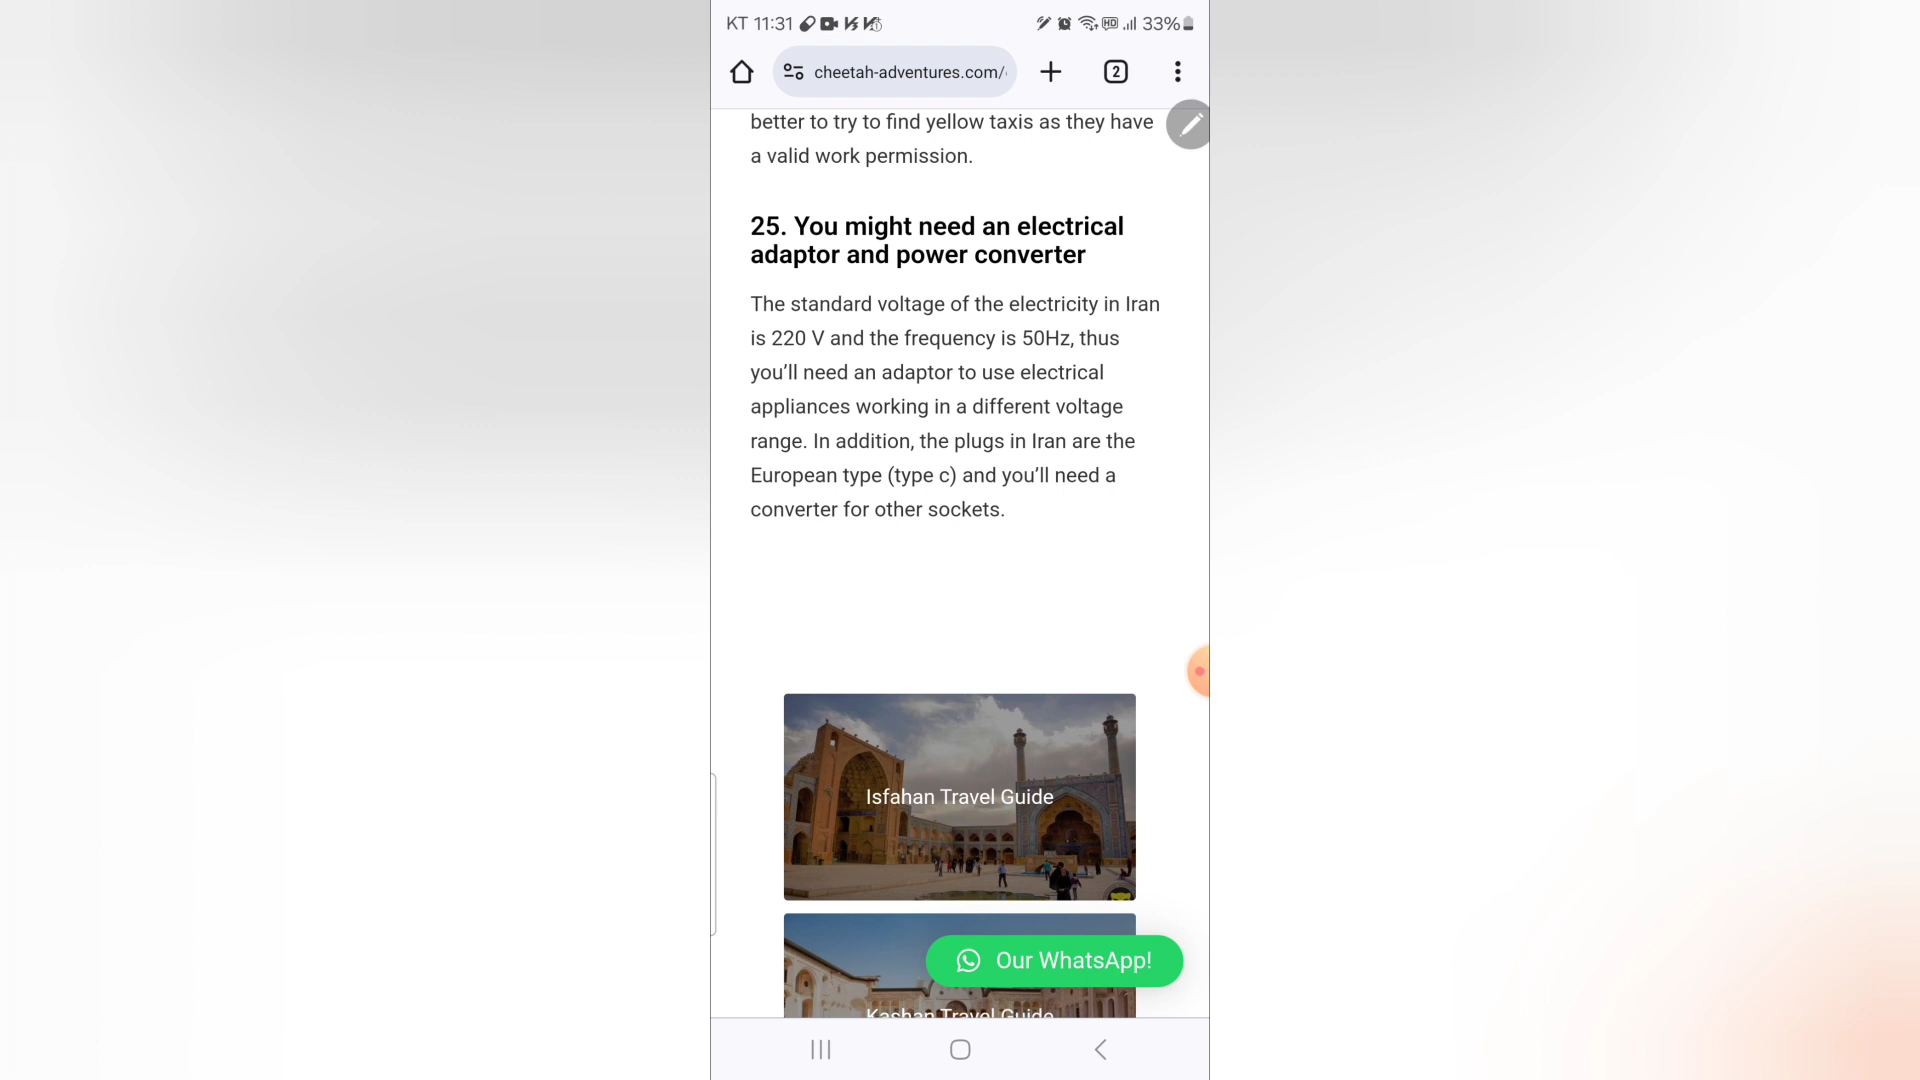 KT 11:31
HD 33%
cheetah-adventures.com/
2
better to try to find yellow taxis as they have
a valid work permission.
25. You might need an electrical
adaptor and power converter
The standard voltage of the electricity in Iran
is 220 V and the frequency is 50Hz, thus
you’ll need an adaptor to use electrical
appliances working in a different voltage
range. In addition, the plugs in Iran are the
European type (type c) and you’ll need a
converter for other sockets.
Isfahan Travel Guide
Our WhatsApp!
Kashan Travel Guide